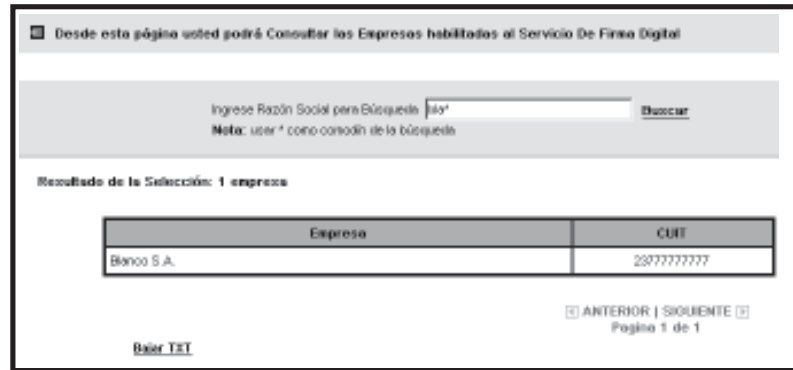 Desde esta página usted podrá Consultar las Empresas habilitadas al Servicio De Firma Digital
Ingrese Razón Social para Búsqueda bla* Buscar
Nota: usar * como comodín de la búsqueda
Resultado de la Selección: 1 empresa
Empresa CUIT
Blanco S.A. 23777777777
ANTERIOR | SIGUIENTE
Pagina 1 de 1
Bajar TXT